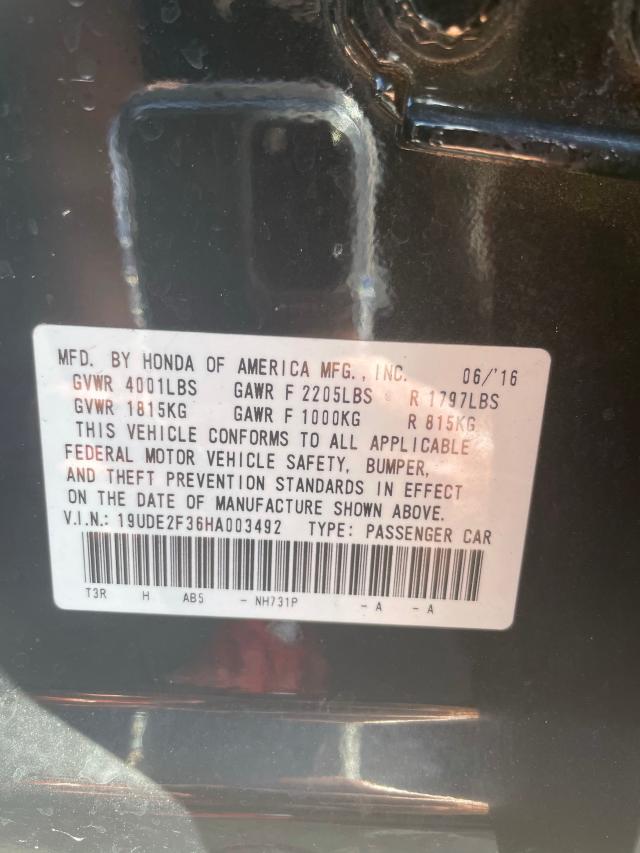 MFD. BY HONDA OF AMERICA MFG., INC. 06/'16
GVWR 4001LBS GAWR F 2205LBS R 1797LBS
GVWR 1815KG GAWR F 1000KG R 815KG
THIS VEHICLE CONFORMS TO ALL APPLICABLE
FEDERAL MOTOR VEHICLE SAFETY, BUMPER,
AND THEFT PREVENTION STANDARDS IN EFFECT
ON THE DATE OF MANUFACTURE SHOWN ABOVE.
V.I.N.: 19UDE2F36HA003492 TYPE: PASSENGER CAR
T3R H AB5 - NH731P - A - A